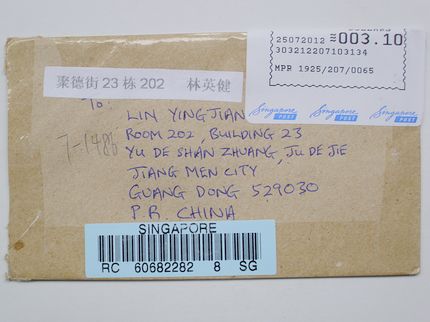 25072012 003.10
303212207103134
MPR 1925/207/0065
Singapore POST Singapore POST Singapore POST
聚德街23栋202 林英健
To:
LIN YINGJIAN
ROOM 202, BUILDING 23
7-1486
YU DE SHAN ZHUANG, JU DE JIE
JIANG MEN CITY
GUANG DONG 529030
P.R. CHINA
SINGAPORE
RC 60682282 8 SG